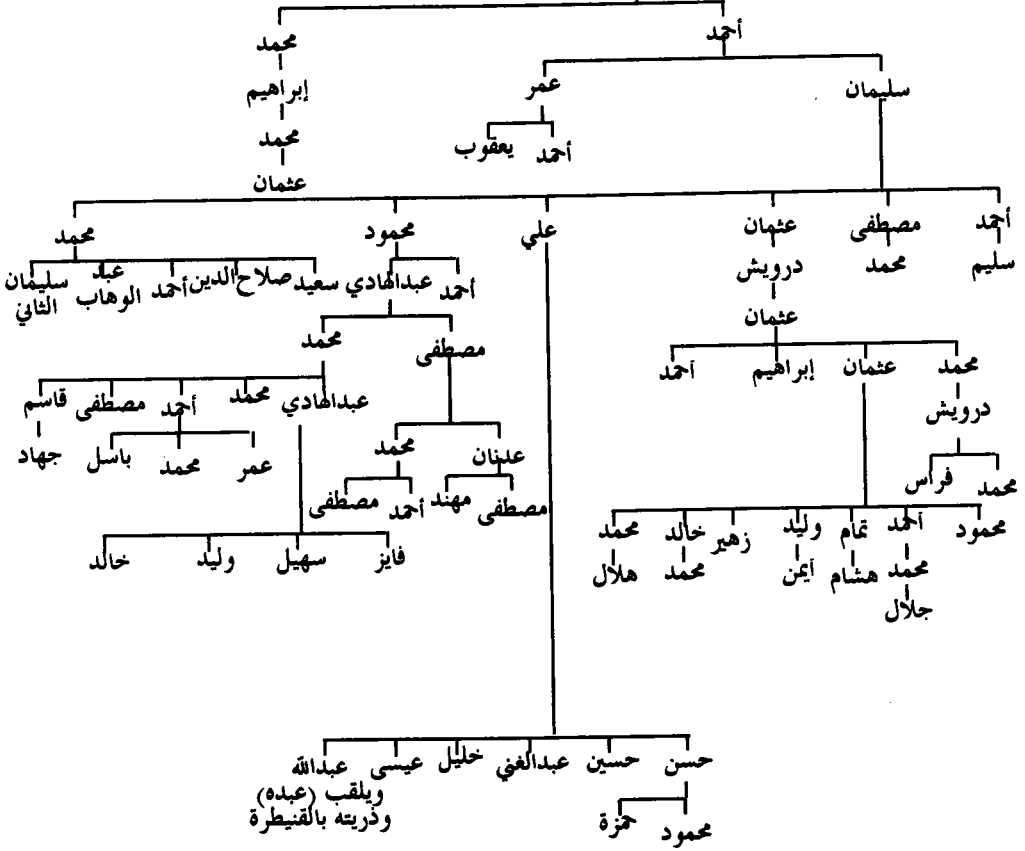 أحمد محمد
سليمان عمر إبراهيم
أحمد يعقوب محمد
عثمان
أحمد مصطفى عثمان علي محمود محمد
سليم محمد درويش أحمد عبدالهادي سعيد صلاح الدين أحمد عبد الوهاب سليمان الثاني
عثمان
مصطفى محمد
محمد عثمان إبراهيم أحمد
عبدالهادي محمد أحمد مصطفى قاسم
درويش
عدنان محمد عمر محمد باسل جهاد
محمد فراس
مصطفى مهند أحمد مصطفى
محمود أحمد تمام وليد زهير خالد محمد
فايز سهيل وليد خالد
محمد هشام أيمن محمد هلال
جلال
حسن حسين عبدالغني خليل عيسى عبدالله
ويلقب (عبده)
وذريته بالقنيطرة
محمود حمزة